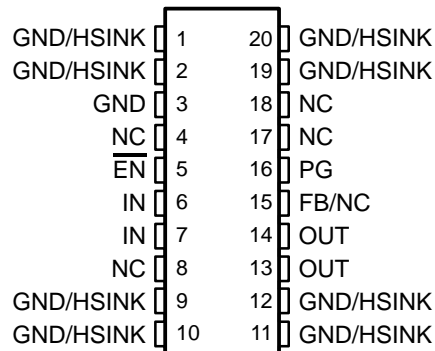 GND/HSINK 1 20 GND/HSINK
GND/HSINK 2 19 GND/HSINK
GND 3 18 NC
NC 4 17 NC
E̅N̅ 5 16 PG
IN 6 15 FB/NC
IN 7 14 OUT
NC 8 13 OUT
GND/HSINK 9 12 GND/HSINK
GND/HSINK 10 11 GND/HSINK